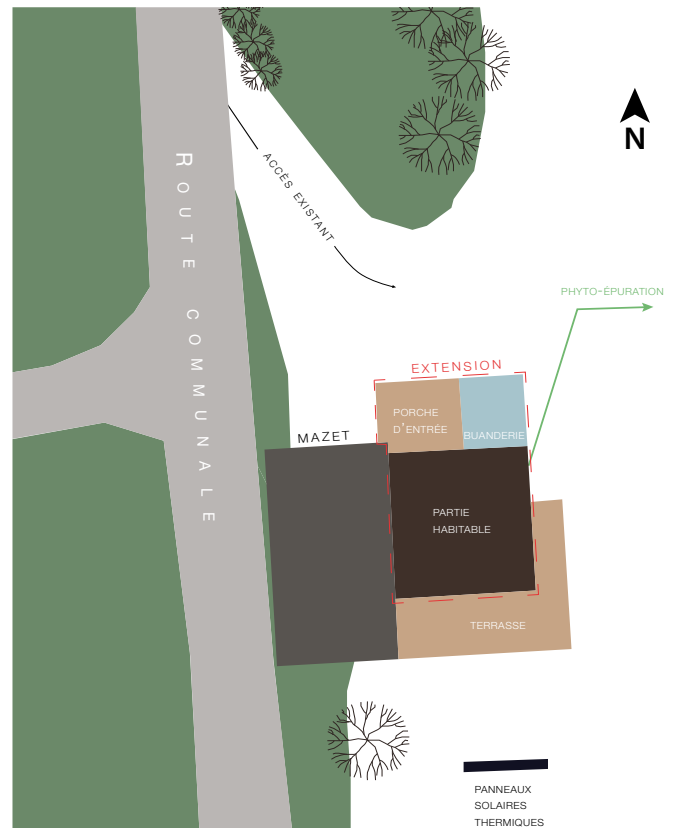 ROUTE COMMUNALE
ACCÈS EXISTANT
N
PHYTO-ÉPURATION
EXTENSION
PORCHE
D'ENTRÉE
BUANDERIE
MAZET
PARTIE
HABITABLE
TERRASSE
PANNEAUX
SOLAIRES
THERMIQUES